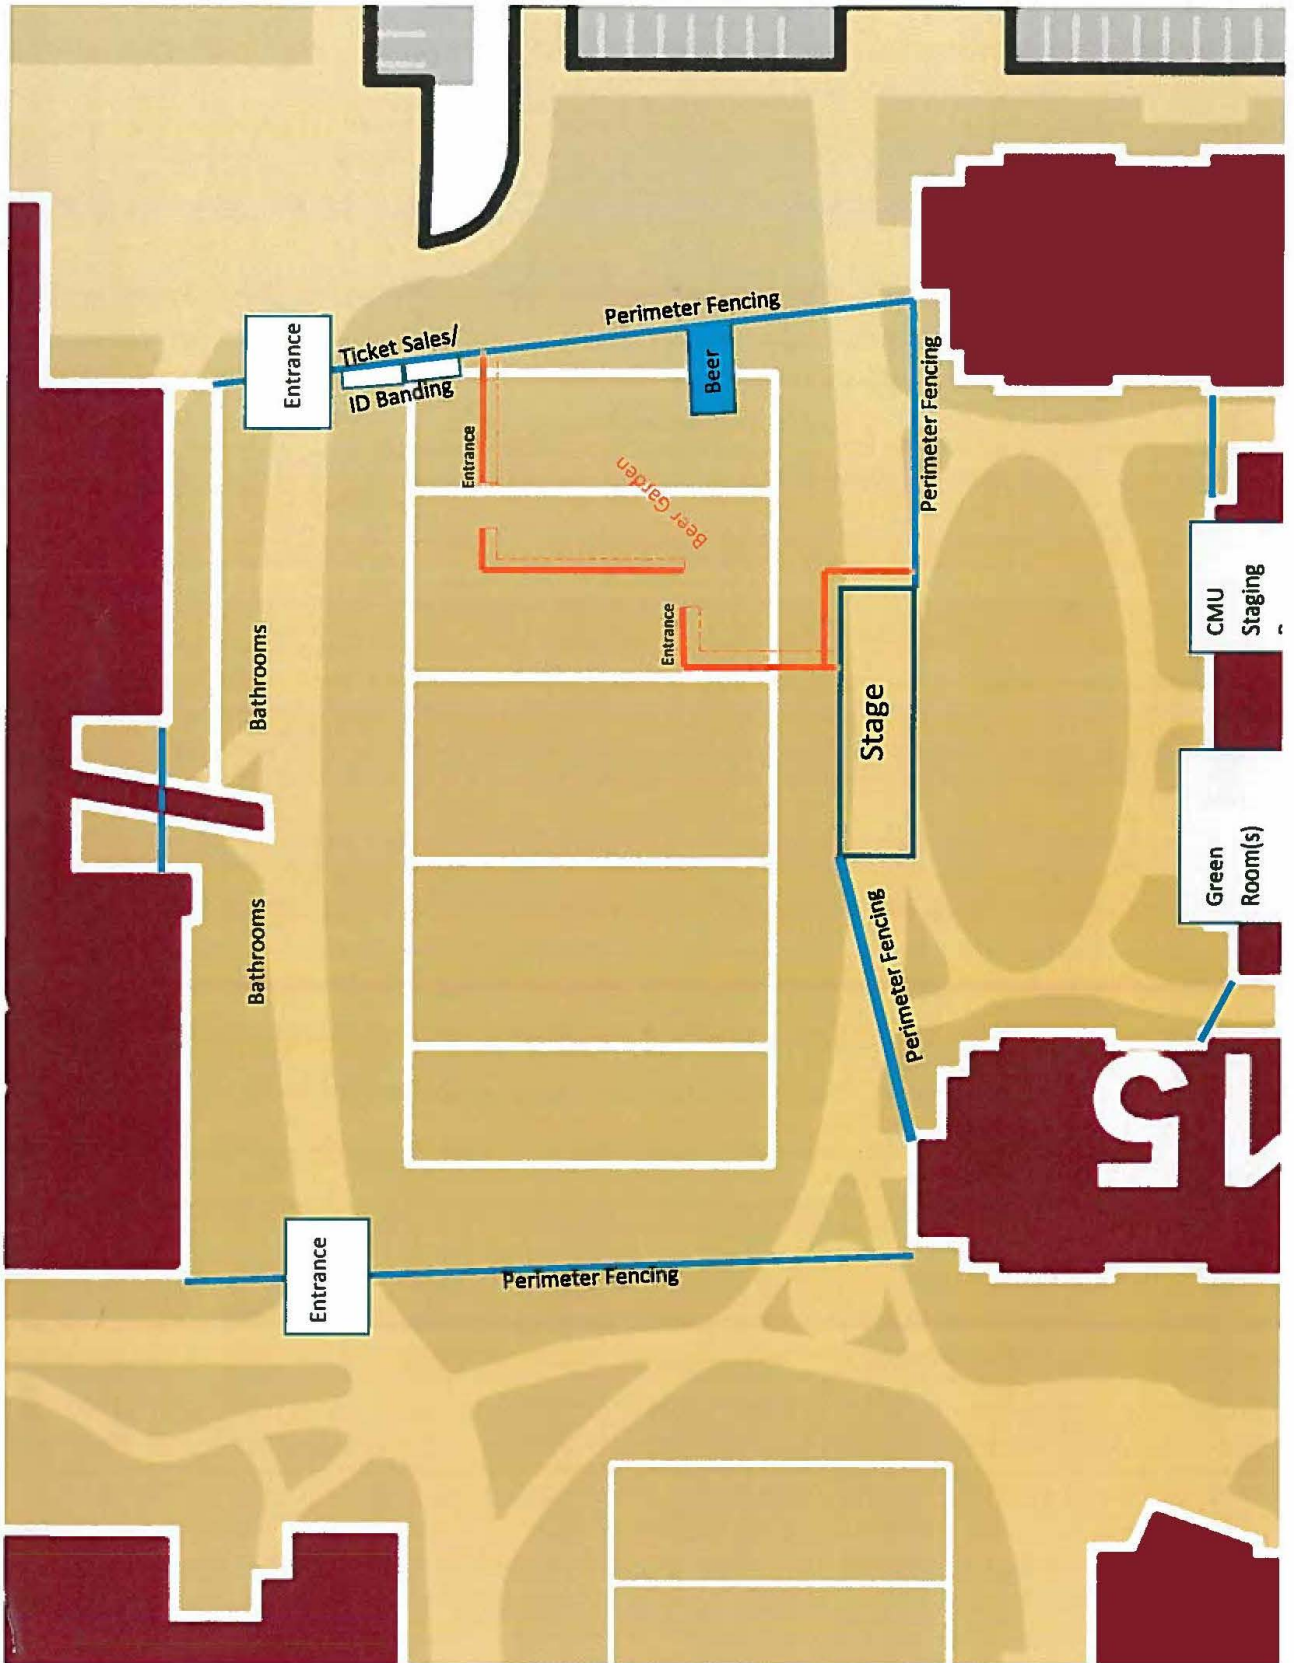 Perimeter Fencing
Entrance
Ticket Sales/
ID Banding
Beer
Perimeter Fencing
Entrance
Beer Garden
CMU
Staging
Entrance
Bathrooms
Stage
Green
Room(s)
Bathrooms
Perimeter Fencing
15
Entrance
Perimeter Fencing